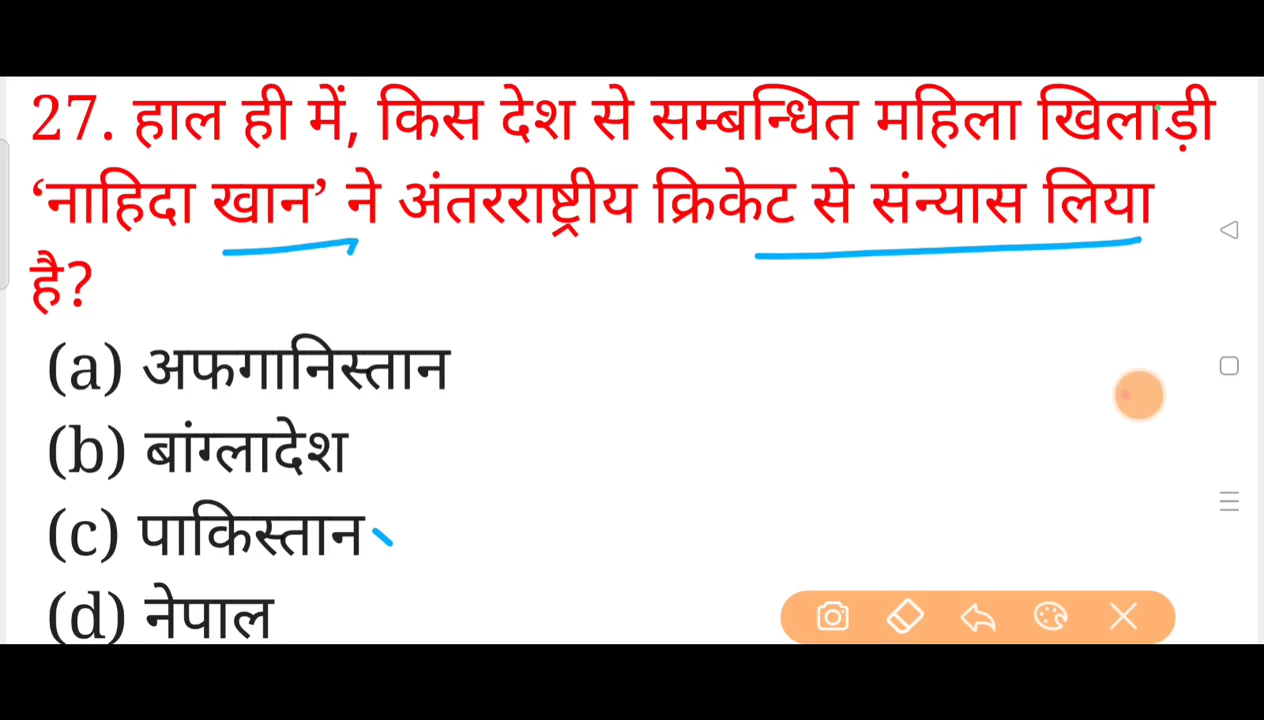 27. हाल ही में, किस देश से सम्बन्धित महिला खिलाड़ी
‘नाहिदा खान’ ने अंतरराष्ट्रीय क्रिकेट से संन्यास लिया
है?
(a) अफगानिस्तान
(b) बांग्लादेश
(c) पाकिस्तान
(d) नेपाल